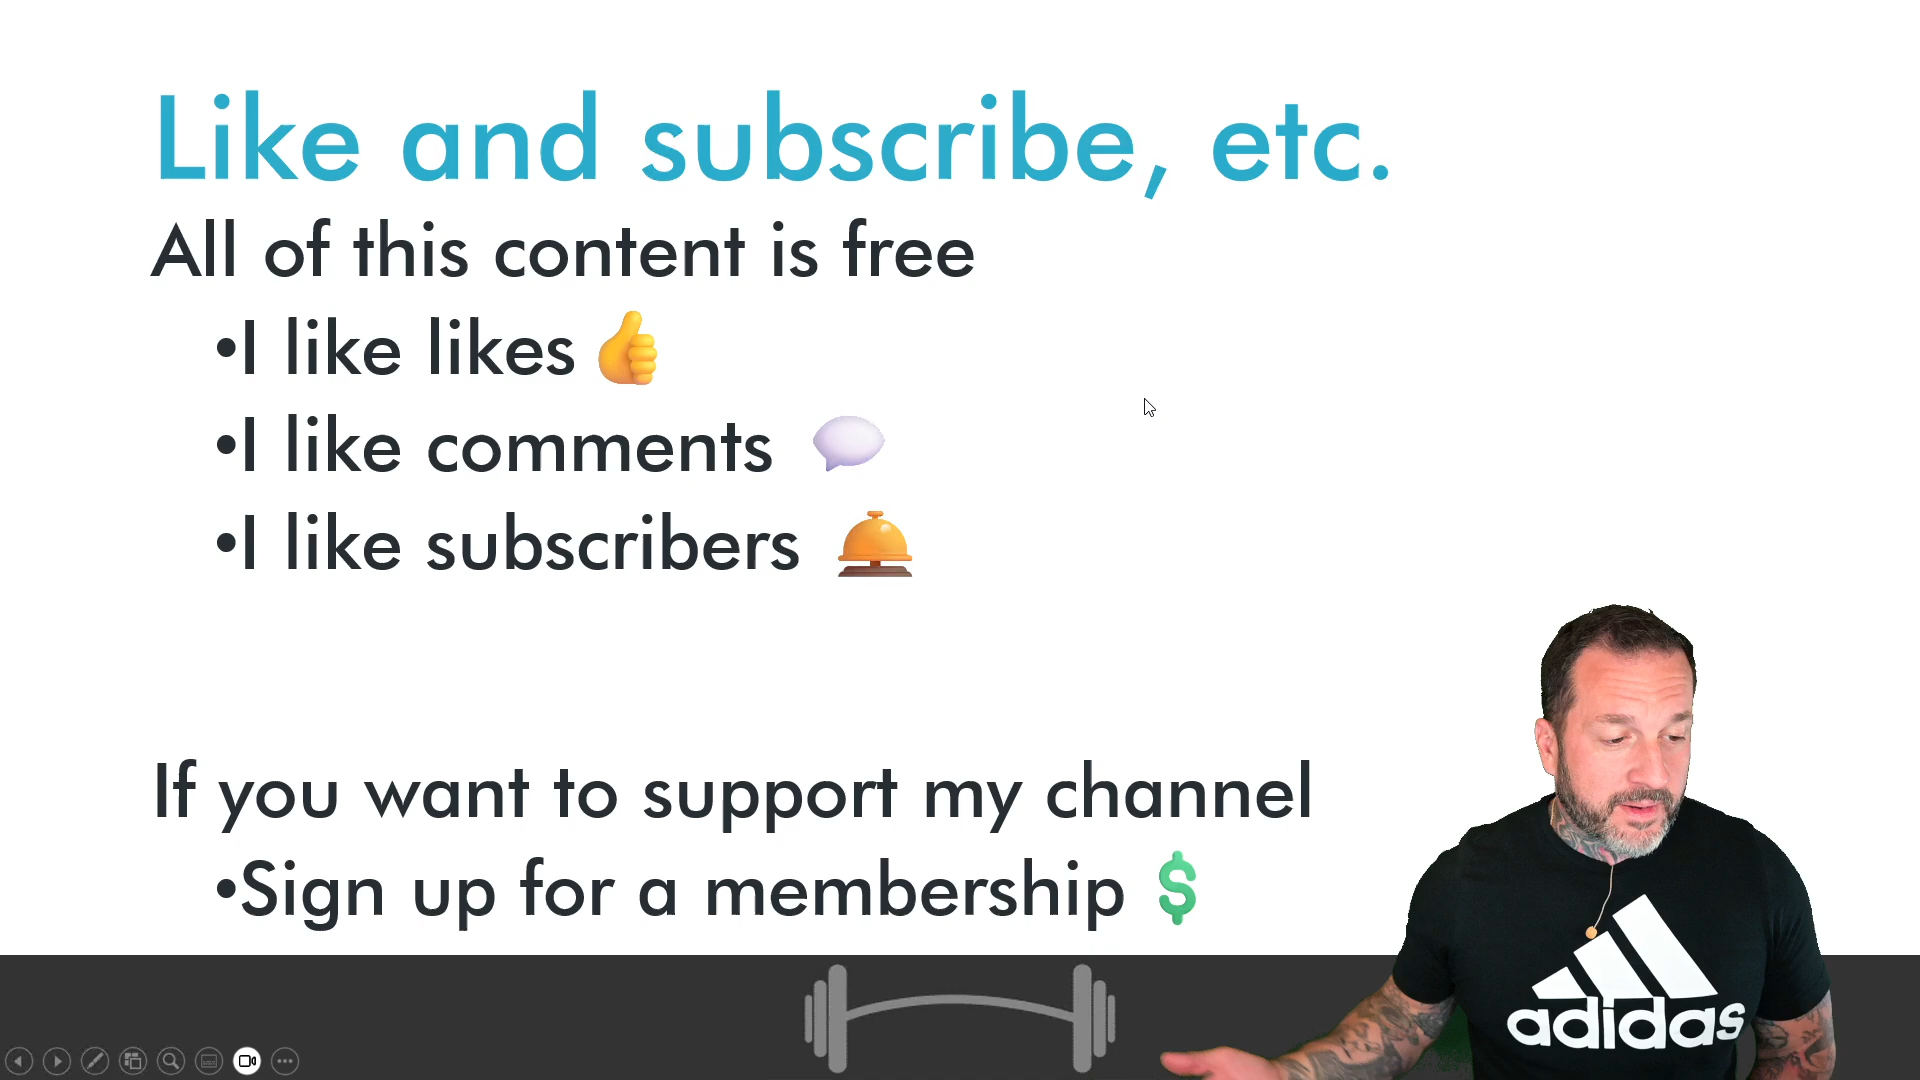 Like and subscribe, etc.
All of this content is free
•I like likes
•I like comments
•I like subscribers
If you want to support my channel
•Sign up for a membership
adidas